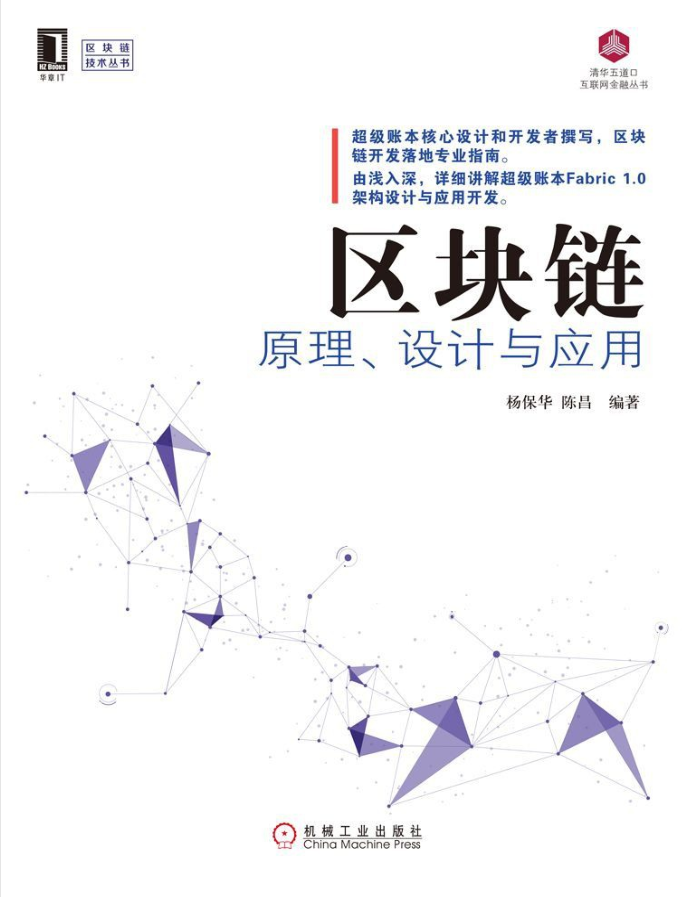 HZ Books
华章IT
区块链
技术丛书
清华五道口
互联网金融丛书
超级账本核心设计和开发者撰写，区块
链开发落地专业指南。
由浅入深，详细讲解超级账本Fabric 1.0
架构设计与应用开发。
区块链
原理、设计与应用
杨保华 陈昌 编著
机械工业出版社
China Machine Press